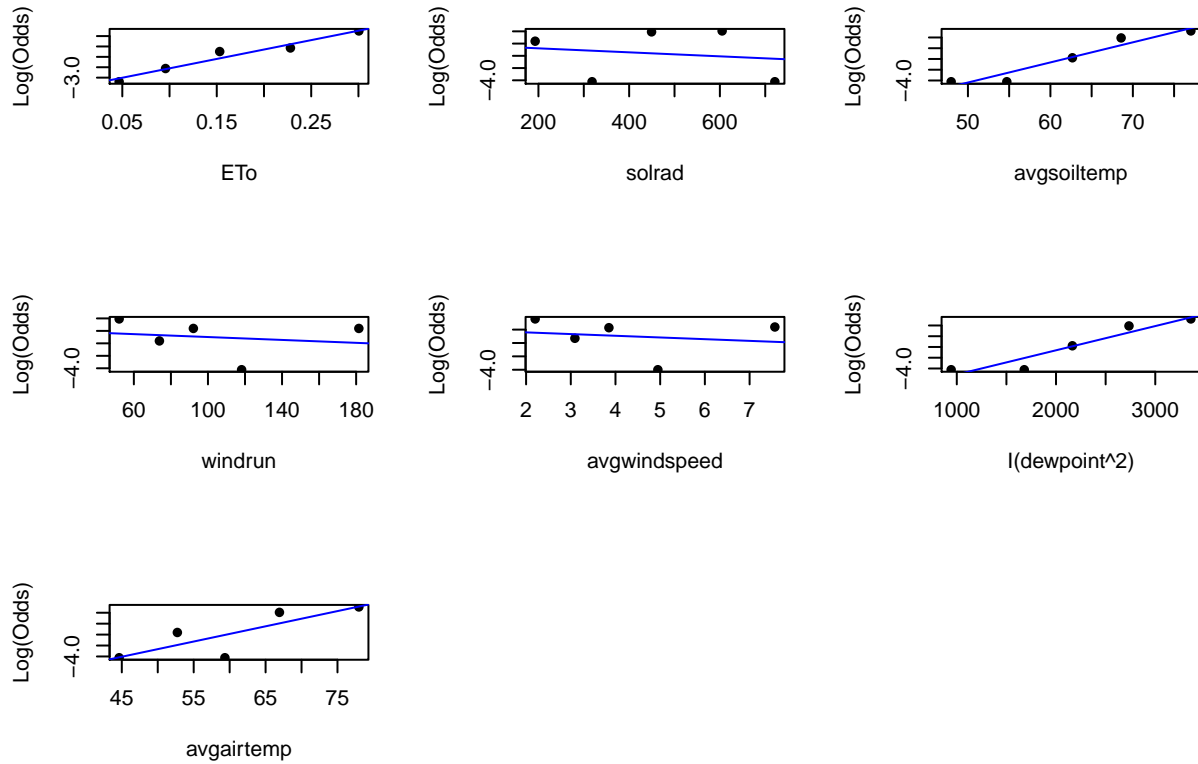 Log(Odds)
-3.0
0.05 0.15 0.25
ETo
Log(Odds)
-4.0
200 400 600
solrad
Log(Odds)
-4.0
50 60 70
avgsoiltemp
Log(Odds)
-4.0
60 100 140 180
windrun
Log(Odds)
-4.0
2 3 4 5 6 7
avgwindspeed
Log(Odds)
-4.0
1000 2000 3000
I(dewpoint^2)
Log(Odds)
-4.0
45 55 65 75
avgairtemp